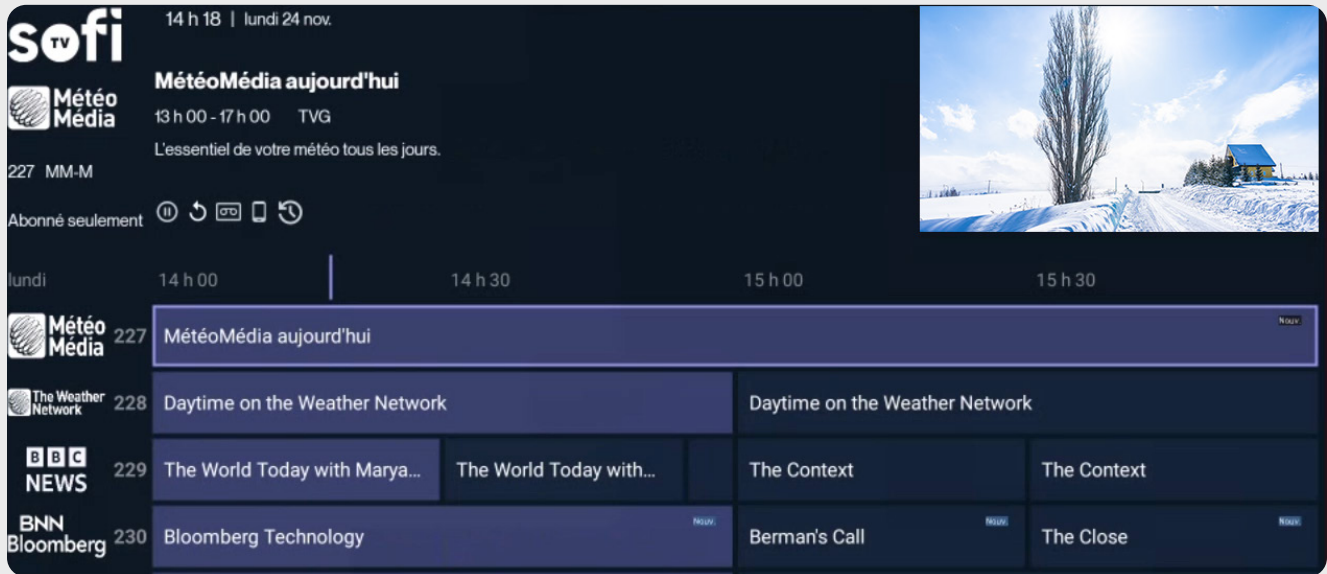 sofi TV
14 h 18 | lundi 24 nov.
Météo Média
MétéoMédia aujourd'hui
13 h 00 - 17 h 00 TVG
L'essentiel de votre météo tous les jours.
227 MM-M
Abonné seulement
lundi 14 h 00 14 h 30 15 h 00 15 h 30
Météo Média 227 MétéoMédia aujourd'hui Nouv.
The Weather Network 228 Daytime on the Weather Network Daytime on the Weather Network
BBC NEWS 229 The World Today with Marya... The World Today with... The Context The Context
BNN Bloomberg 230 Bloomberg Technology Nouv. Berman's Call Nouv. The Close Nouv.